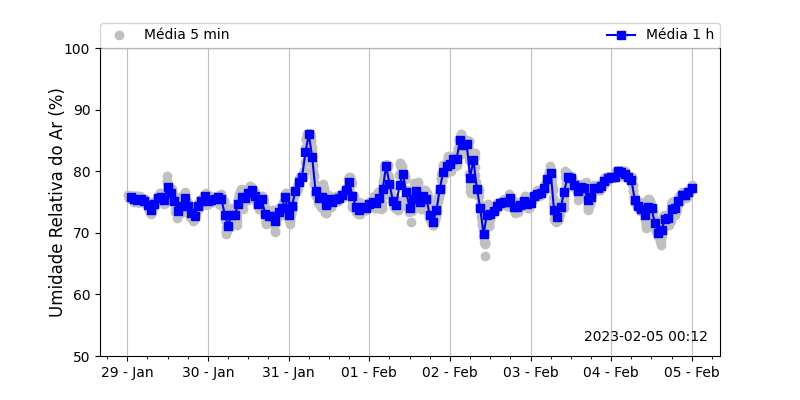 Média 5 min
Média 1 h
Umidade Relativa do Ar (%)
100
90
80
70
60
50
2023-02-05 00:12
29 - Jan
30 - Jan
31 - Jan
01 - Feb
02 - Feb
03 - Feb
04 - Feb
05 - Feb